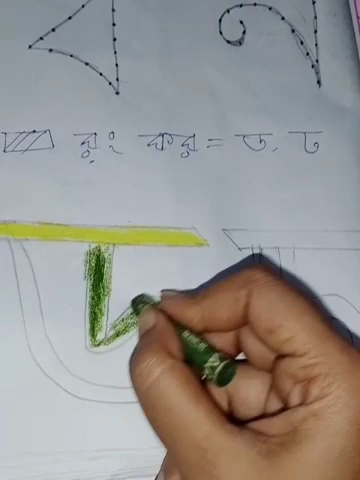 রং কর = ড, ঢ